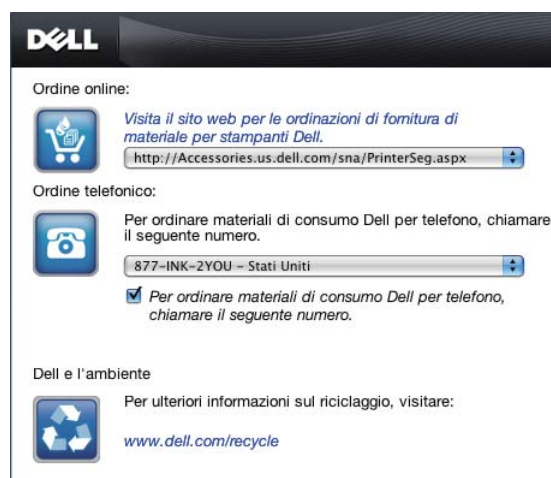 DELL
Ordine online:
Visita il sito web per le ordinazioni di fornitura di
materiale per stampanti Dell.
http://Accessories.us.dell.com/sna/PrinterSeg.aspx
Ordine telefonico:
Per ordinare materiali di consumo Dell per telefono, chiamare
il seguente numero.
877-INK-2YOU – Stati Uniti
Per ordinare materiali di consumo Dell per telefono,
chiamare il seguente numero.
Dell e l'ambiente
Per ulteriori informazioni sul riciclaggio, visitare:
www.dell.com/recycle